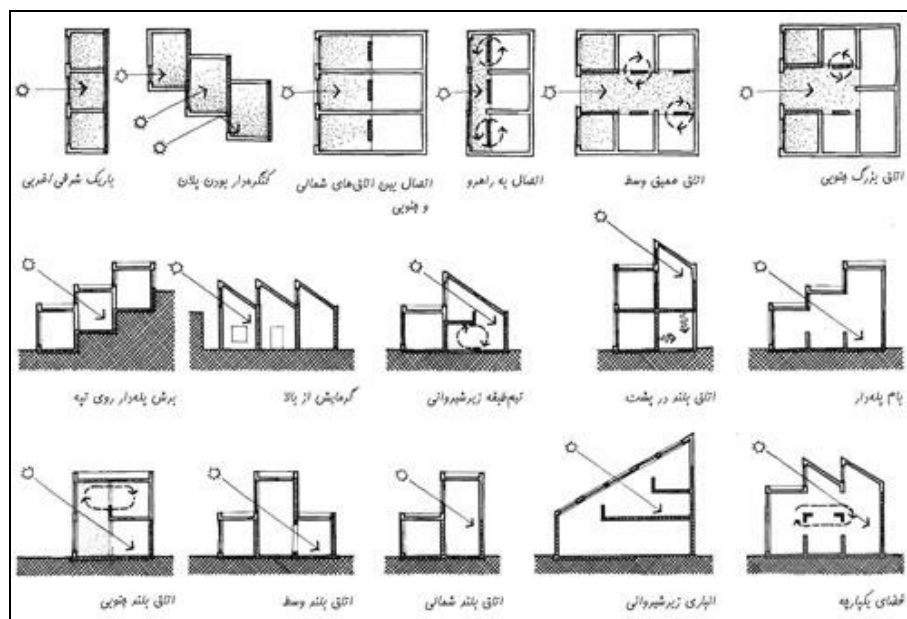 اتاق بزرگ جنوبی
اتاق عمیق وسط
اتصال به راهرو
اتصال بین اتاق‌های شمالی
و جنوبی
کنگره‌دار بودن پلان
باریک شرقی/غربی
بام پله‌دار
اتاق بلند در پشت
نیم‌طبقه زیرشیروانی
گرمایش از بالا
برش پله‌دار روی تپه
فضای یکپارچه
انباری زیرشیروانی
اتاق بلند شمالی
اتاق بلند وسط
اتاق بلند جنوبی